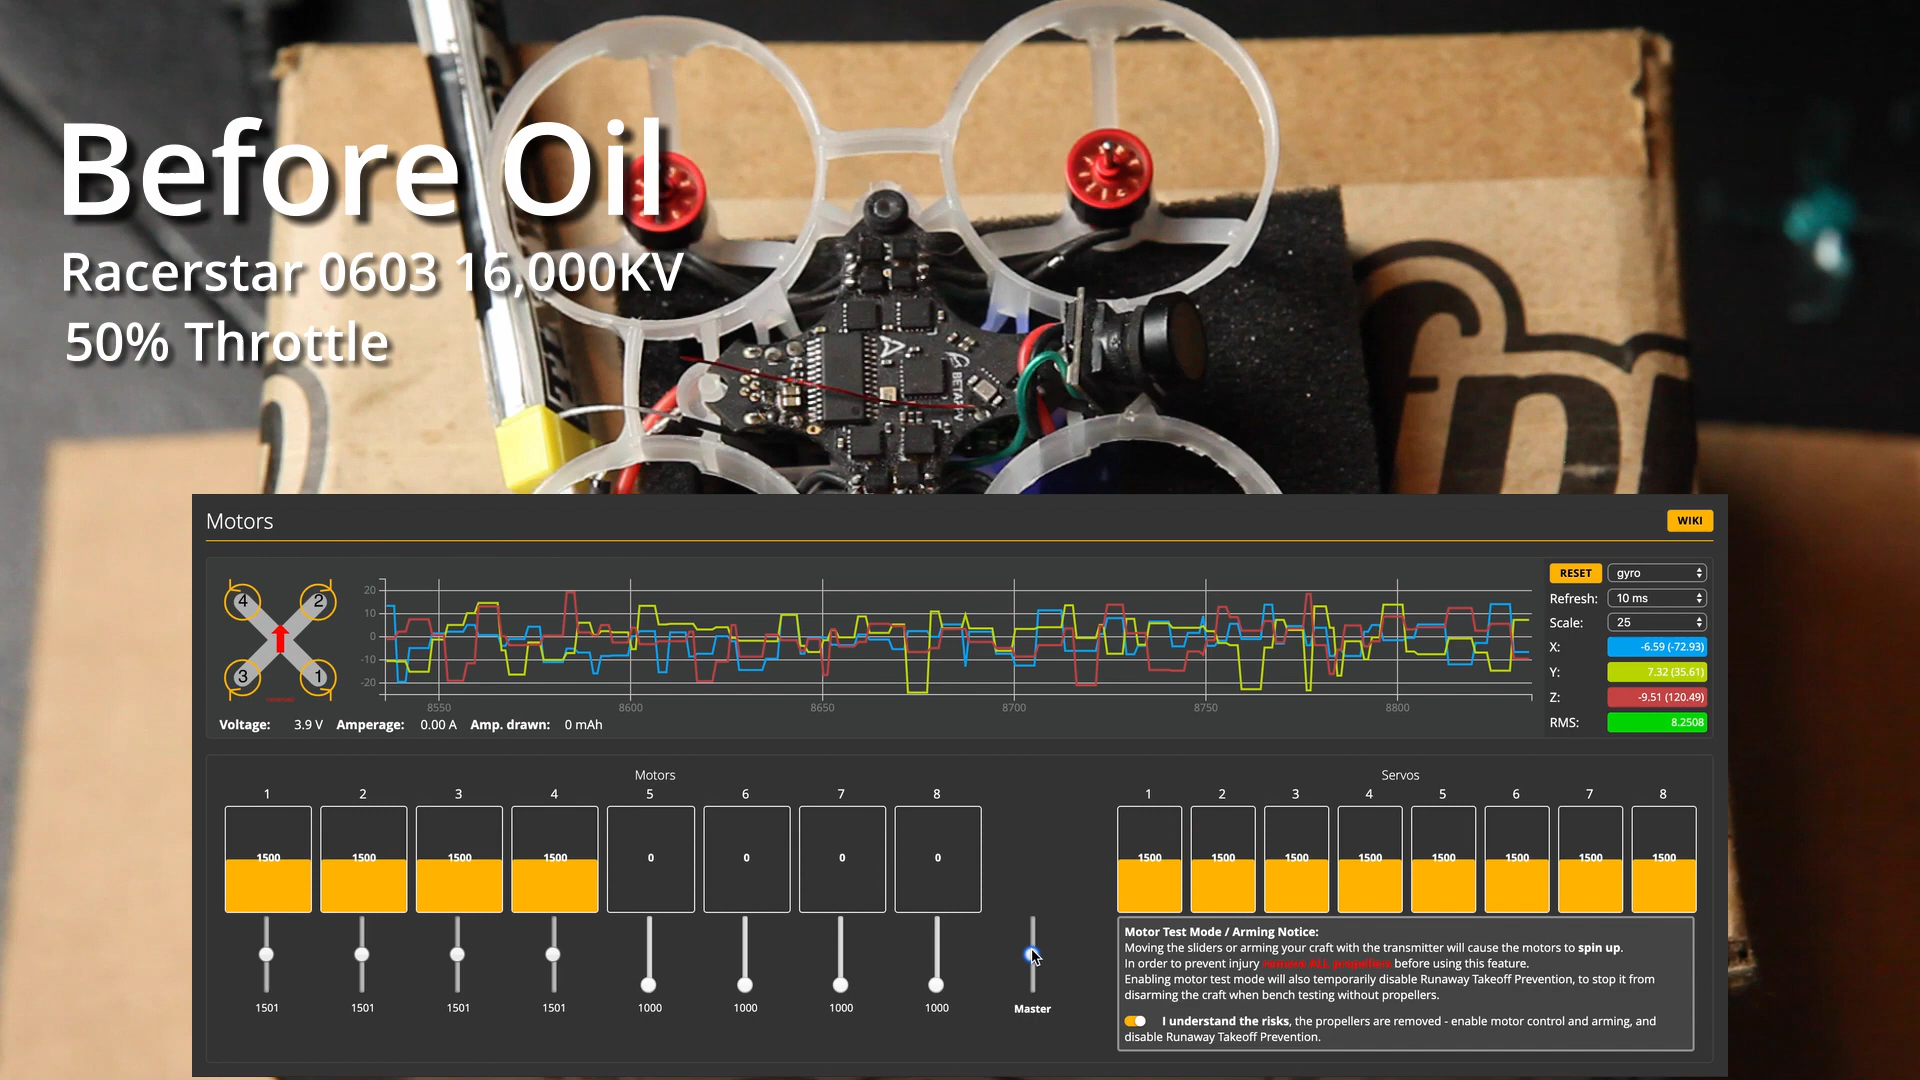 Before Oil
Racerstar 0603 16,000KV
50% Throttle
BETAFPV
Motors
WIKI
4 2
3 1
20
10
0
-10
-20
8550 8600 8650 8700 8750 8800
Voltage: 3.9 V Amperage: 0.00 A Amp. drawn: 0 mAh
RESET gyro
Refresh: 10 ms
Scale: 25
X: -6.59 (-72.93)
Y: 7.32 (35.61)
Z: -9.51 (120.49)
RMS: 8.2508
Motors
1 2 3 4 5 6 7 8
1500 1500 1500 1500 0 0 0 0
1501 1501 1501 1501 1000 1000 1000 1000 Master
Servos
1 2 3 4 5 6 7 8
1500 1500 1500 1500 1500 1500 1500 1500
Motor Test Mode / Arming Notice:
Moving the sliders or arming your craft with the transmitter will cause the motors to spin up.
In order to prevent injury remove ALL propellers before using this feature.
Enabling motor test mode will also temporarily disable Runaway Takeoff Prevention, to stop it from
disarming the craft when bench testing without propellers.
I understand the risks, the propellers are removed - enable motor control and arming, and
disable Runaway Takeoff Prevention.